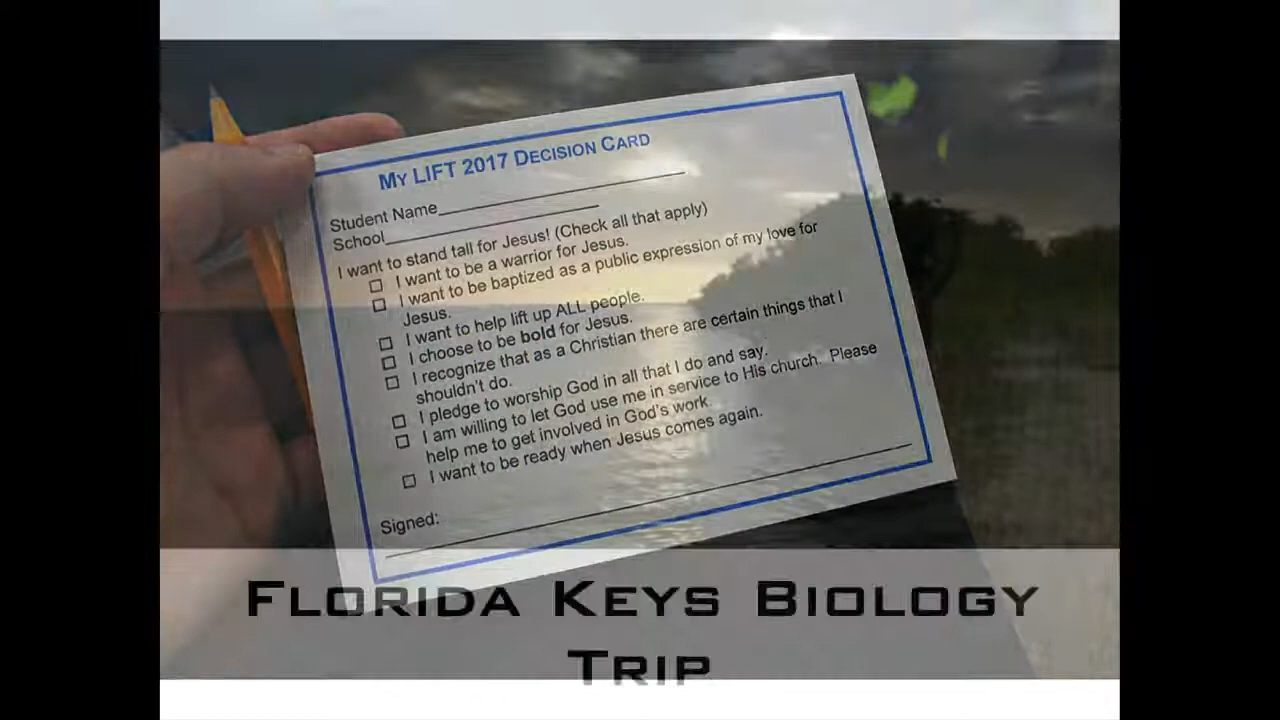 MY LIFT 2017 DECISION CARD
Student Name
School
I want to stand tall for Jesus! (Check all that apply)
I want to be a warrior for Jesus.
I want to be baptized as a public expression of my love for
Jesus.
I want to help lift up ALL people.
I choose to be bold for Jesus.
I recognize that as a Christian there are certain things that I
shouldn't do.
I pledge to worship God in all that I do and say.
I am willing to let God use me in service to His church. Please
help me to get involved in God's work.
I want to be ready when Jesus comes again.
Signed:
FLORIDA KEYS BIOLOGY
TRIP